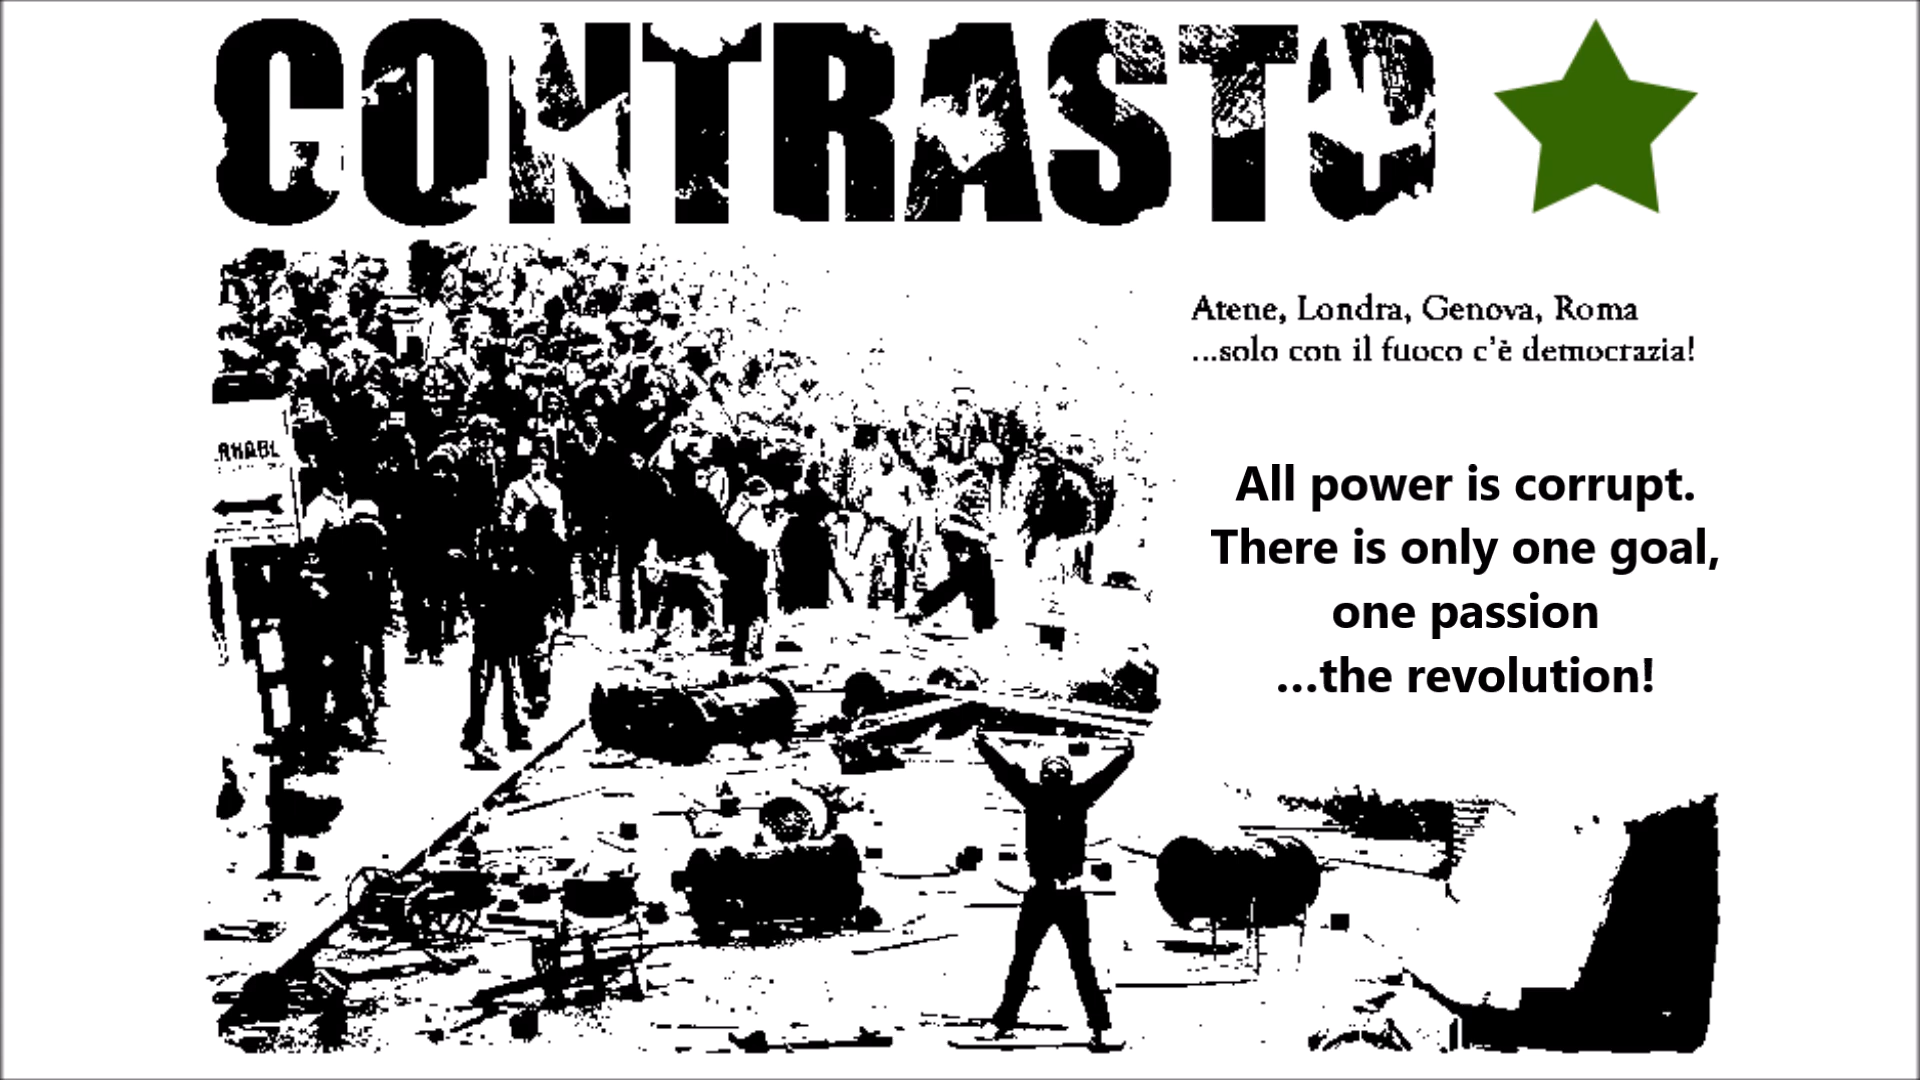 CONTRASTO
Atene, Londra, Genova, Roma
...solo con il fuoco c'è democrazia!
All power is corrupt.
There is only one goal,
one passion
...the revolution!